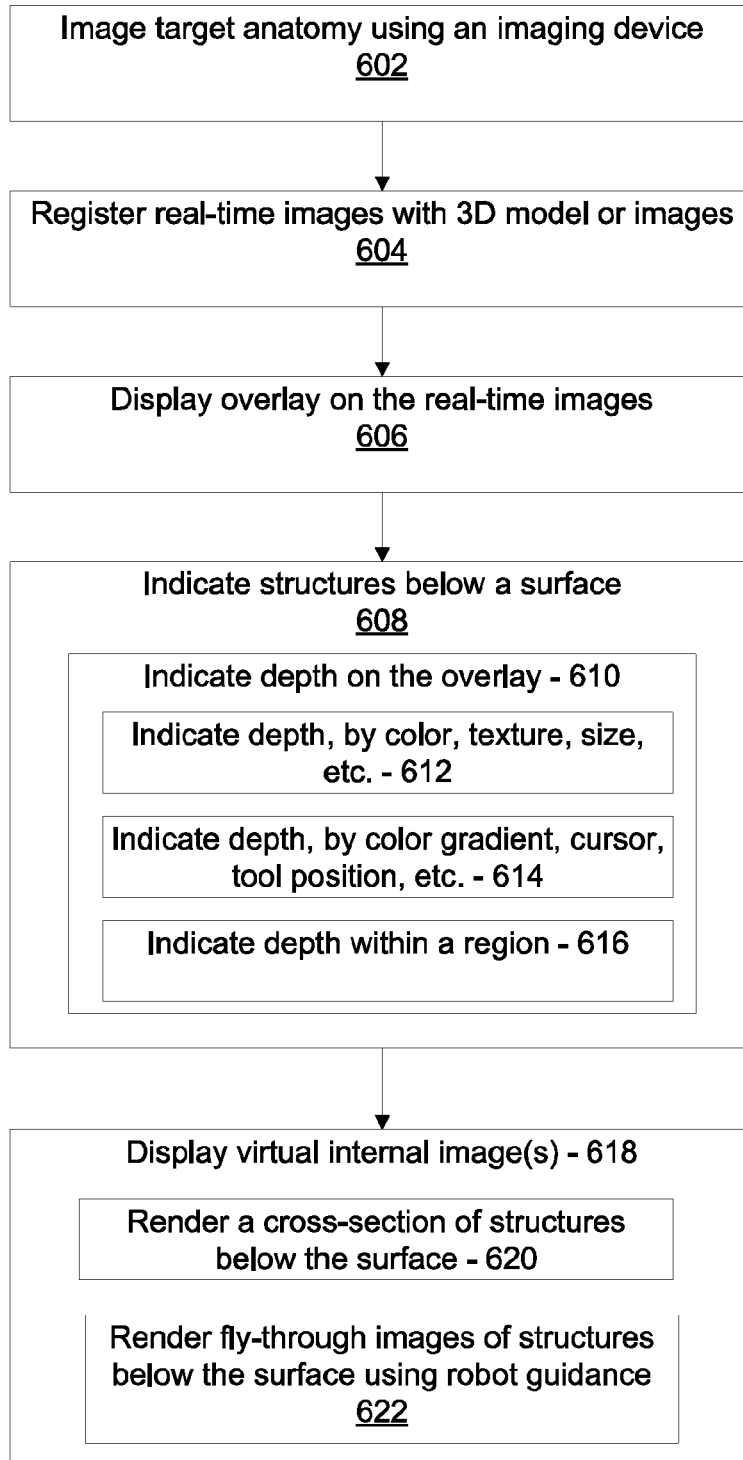 Image target anatomy using an imaging device
602
Register real-time images with 3D model or images
604
Display overlay on the real-time images
606
Indicate structures below a surface
608
Indicate depth on the overlay - 610
Indicate depth, by color, texture, size,
etc. - 612
Indicate depth, by color gradient, cursor,
tool position, etc. - 614
Indicate depth within a region - 616
Display virtual internal image(s) - 618
Render a cross-section of structures
below the surface - 620
Render fly-through images of structures
below the surface using robot guidance
622